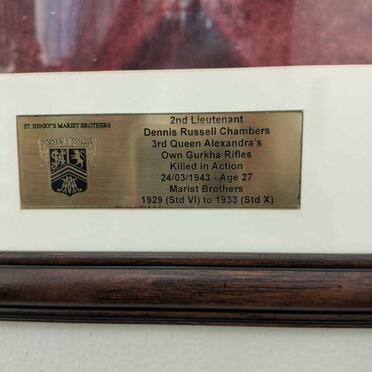 ST. HENRY'S MARIST BROTHERS
2nd Lieutenant
Dennis Russell Chambers
3rd Queen Alexandra's
Own Gurkha Rifles
Killed in Action
24/03/1943 - Age 27
Marist Brothers
1929 (Std VI) to 1933 (Std X)